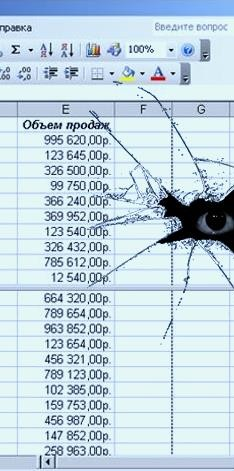 правка
Введите вопрос
Σ
А
Я
Я
А
100%
,00
,0
,00
А
E F G
Объем продаж
995 620,00р.
123 645,00р.
326 500,00р.
99 750,00р.
366 240,00р.
369 952,00р.
123 540,00р.
326 432,00р.
785 612,00р.
12 540,00р.
664 320,00р.
789 654,00р.
963 852,00р.
123 654,00р.
456 321,00р.
789 123,00р.
102 385,00р.
159 753,00р.
456 987,00р.
147 852,00р.
258 963,00р.